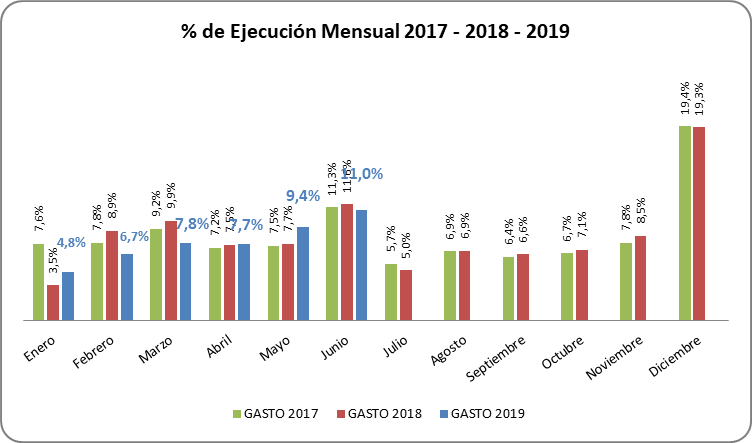 % de Ejecución Mensual 2017 - 2018 - 2019
7,6%
3,5%
4,8%
7,8%
8,9%
6,7%
9,2%
9,9%
7,8%
7,2%
7,5%
7,7%
7,5%
7,7%
9,4%
11,3%
11,0%
5,7%
5,0%
6,9%
6,9%
6,4%
6,6%
6,7%
7,1%
7,8%
8,5%
19,4%
19,3%
Enero
Febrero
Marzo
Abril
Mayo
Junio
Julio
Agosto
Septiembre
Octubre
Noviembre
Diciembre
GASTO 2017
GASTO 2018
GASTO 2019